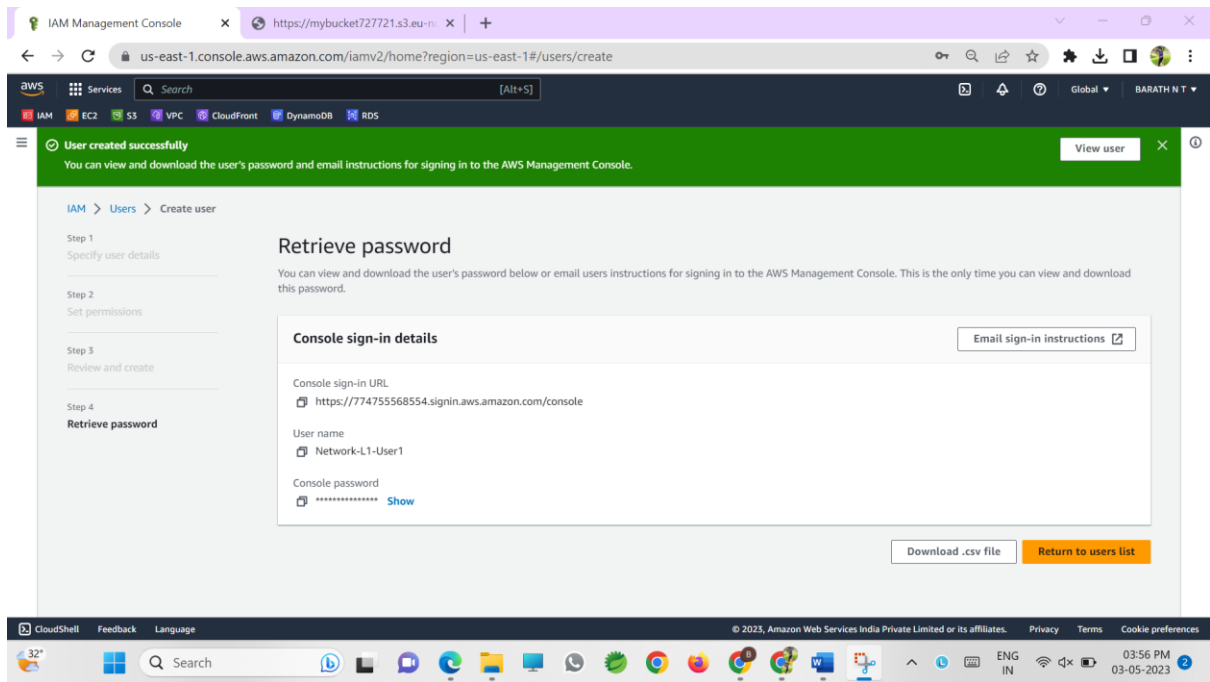 IAM Management Console
https://mybucket727721.s3.eu-n
us-east-1.console.aws.amazon.com/iamv2/home?region=us-east-1#/users/create
aws
Services
Search
[Alt+S]
Global
BARATH N T
IAM
EC2
S3
VPC
CloudFront
DynamoDB
RDS
User created successfully
You can view and download the user's password and email instructions for signing in to the AWS Management Console.
View user
IAM > Users > Create user
Step 1
Specify user details
Step 2
Set permissions
Step 3
Review and create
Step 4
Retrieve password
Retrieve password
You can view and download the user's password below or email users instructions for signing in to the AWS Management Console. This is the only time you can view and download
this password.
Console sign-in details
Email sign-in instructions
Console sign-in URL
https://774755568554.signin.aws.amazon.com/console
User name
Network-L1-User1
Console password
*************** Show
Download .csv file
Return to users list
CloudShell
Feedback
Language
© 2023, Amazon Web Services India Private Limited or its affiliates.
Privacy
Terms
Cookie preferences
32°
Search
ENG
IN
03:56 PM
03-05-2023
2